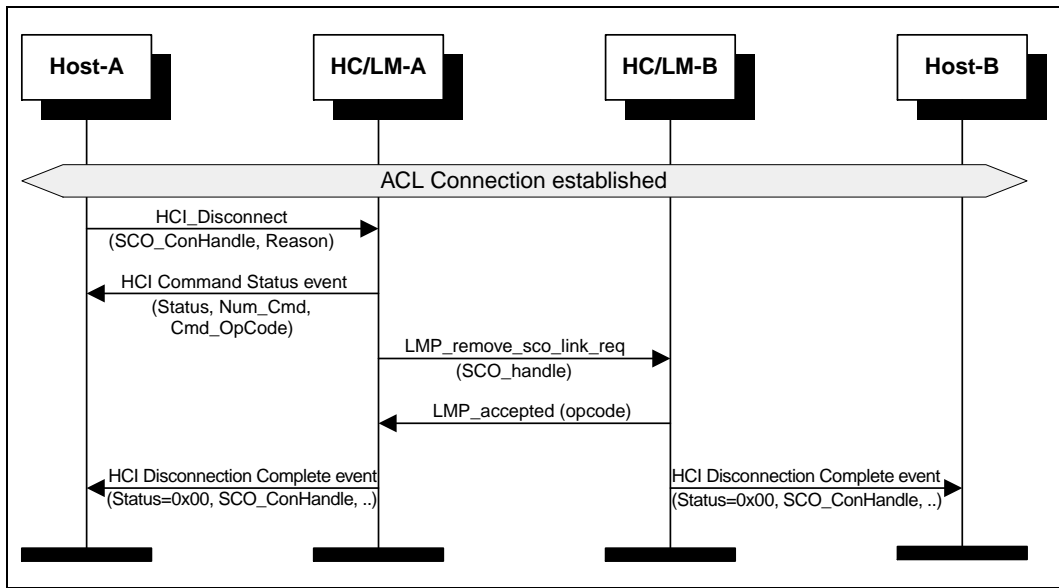 Host-A
HC/LM-A
HC/LM-B
Host-B
ACL Connection established
HCI_Disconnect
(SCO_ConHandle, Reason)
HCI Command Status event
(Status, Num_Cmd,
Cmd_OpCode)
LMP_remove_sco_link_req
(SCO_handle)
LMP_accepted (opcode)
HCI Disconnection Complete event
(Status=0x00, SCO_ConHandle, ..)
HCI Disconnection Complete event
(Status=0x00, SCO_ConHandle, ..)